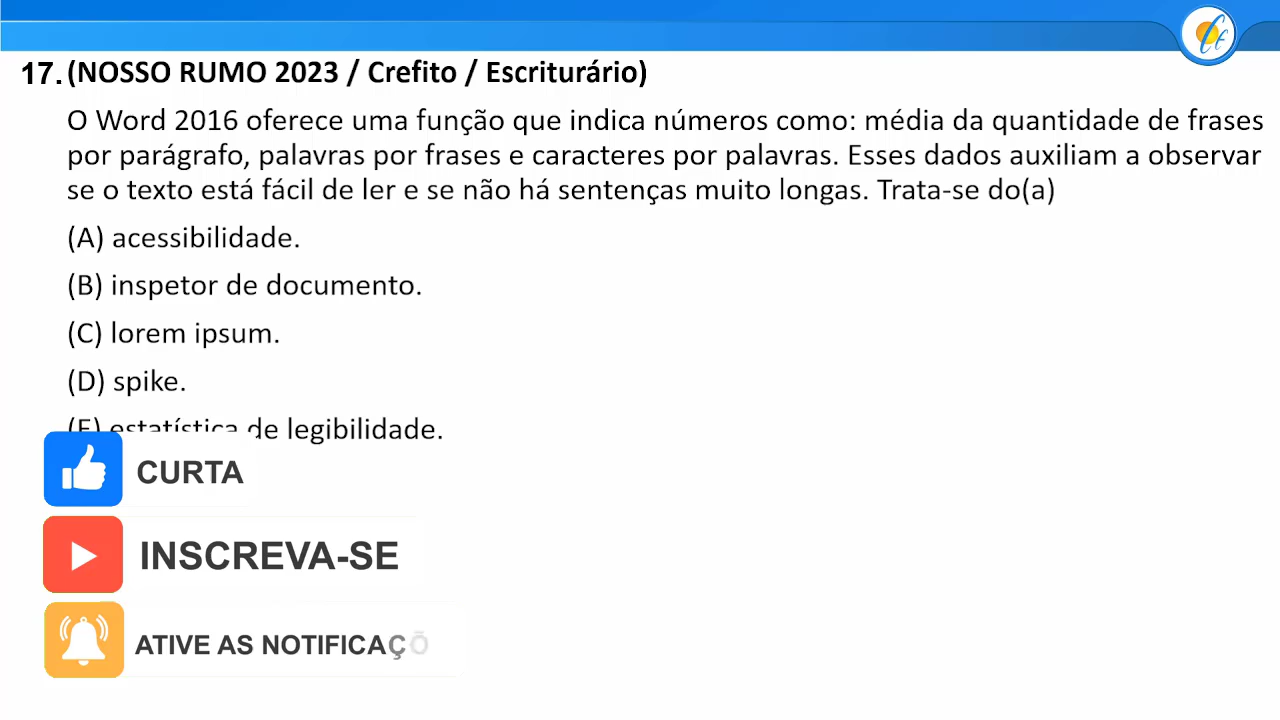 17. (NOSSO RUMO 2023 / Crefito / Escriturário)
O Word 2016 oferece uma função que indica números como: média da quantidade de frases
por parágrafo, palavras por frases e caracteres por palavras. Esses dados auxiliam a observar
se o texto está fácil de ler e se não há sentenças muito longas. Trata-se do(a)
(A) acessibilidade.
(B) inspetor de documento.
(C) lorem ipsum.
(D) spike.
(E) estatística de legibilidade.
CURTA
INSCREVA-SE
ATIVE AS NOTIFICAÇÕ